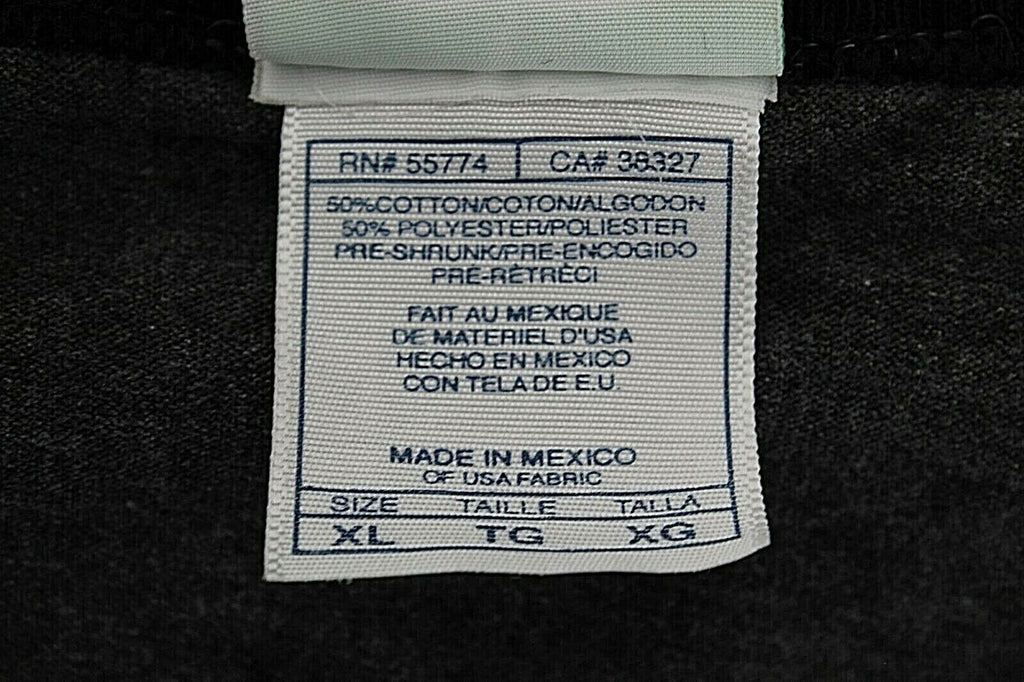 RN# 55774 CA# 38327
50%COTTON/COTON/ALGODON
50% POLYESTER/POLIESTER
PRE-SHRUNK/PRE-ENCOGIDO
PRÉ-RÉTRÉCI
FAIT AU MEXIQUE
DE MATERIEL D'USA
HECHO EN MEXICO
CON TELA DE E.U.
MADE IN MEXICO
OF USA FABRIC
SIZE TAILLE TALLA
XL TG XG